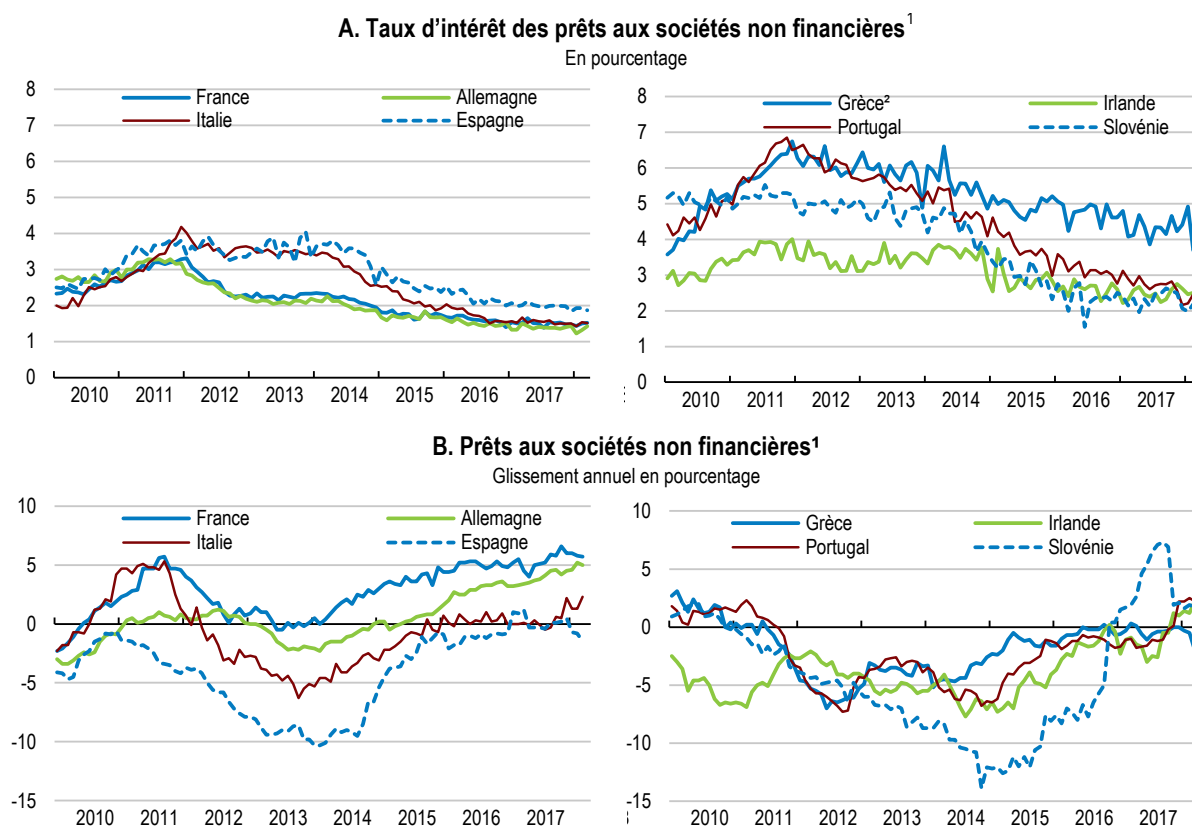 A. Taux d'intérêt des prêts aux sociétés non financières¹
En pourcentage
France Allemagne
Italie Espagne
8
7
6
5
4
3
2
1
0
2010 2011 2012 2013 2014 2015 2016 2017
Grèce² Irlande
Portugal Slovénie
8
7
6
5
4
3
2
1
0
2010 2011 2012 2013 2014 2015 2016 2017
B. Prêts aux sociétés non financières¹
Glissement annuel en pourcentage
France Allemagne
Italie Espagne
10
5
0
-5
-10
-15
2010 2011 2012 2013 2014 2015 2016 2017
Grèce Irlande
Portugal Slovénie
10
5
0
-5
-10
-15
2010 2011 2012 2013 2014 2015 2016 2017